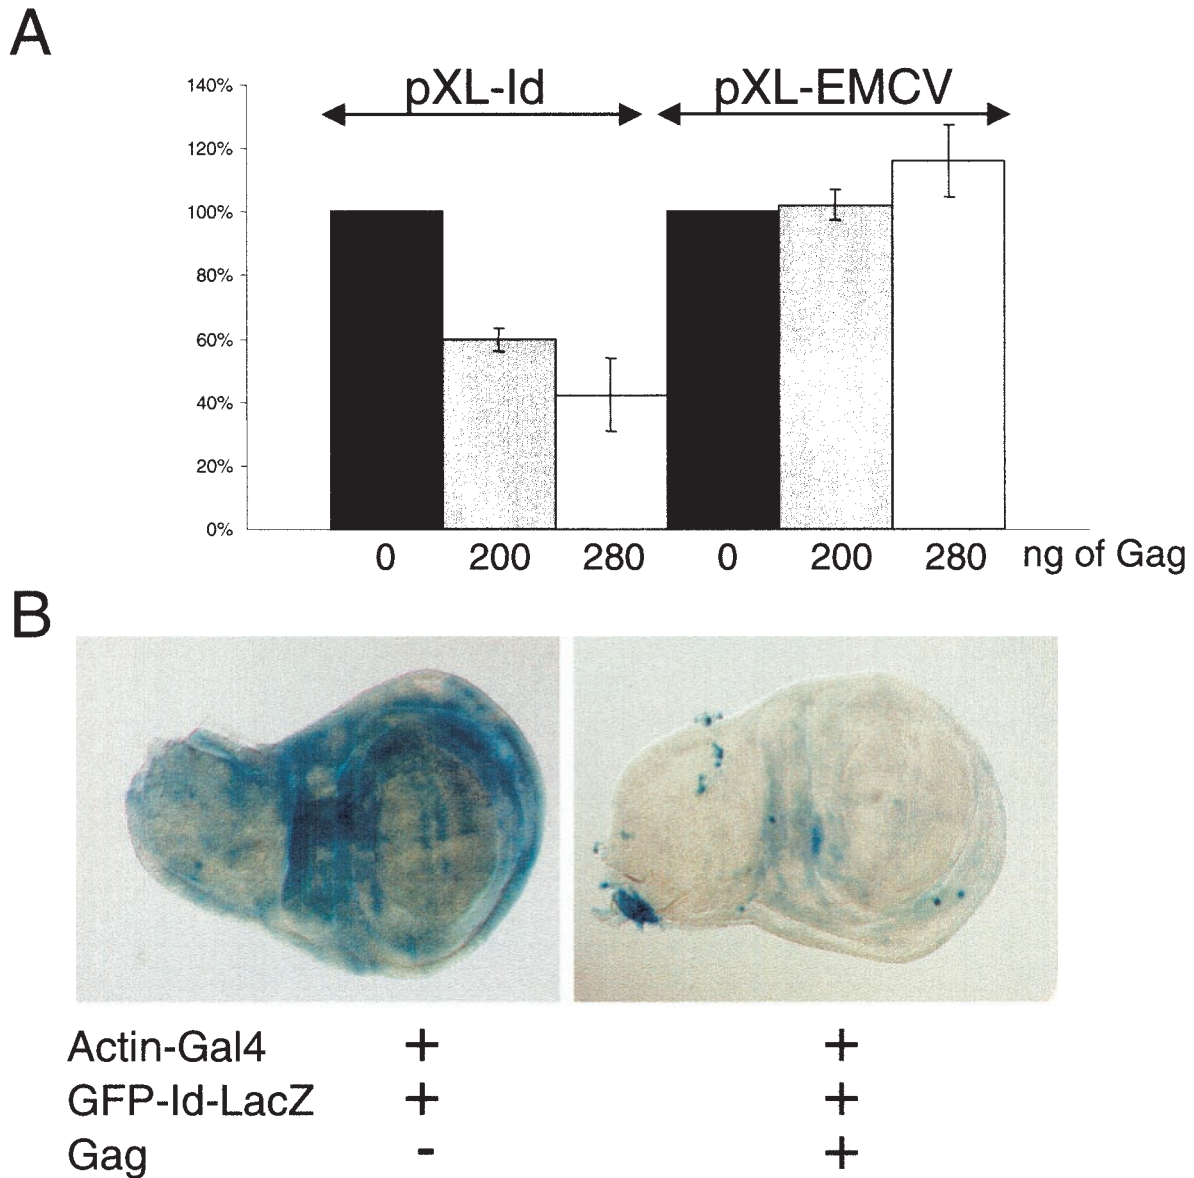 A
pXL-Id pXL-EMCV
140%
120%
100%
80%
60%
40%
20%
0%
0 200 280 0 200 280 ng of Gag
B
Actin-Gal4 + +
GFP-Id-LacZ + +
Gag - +